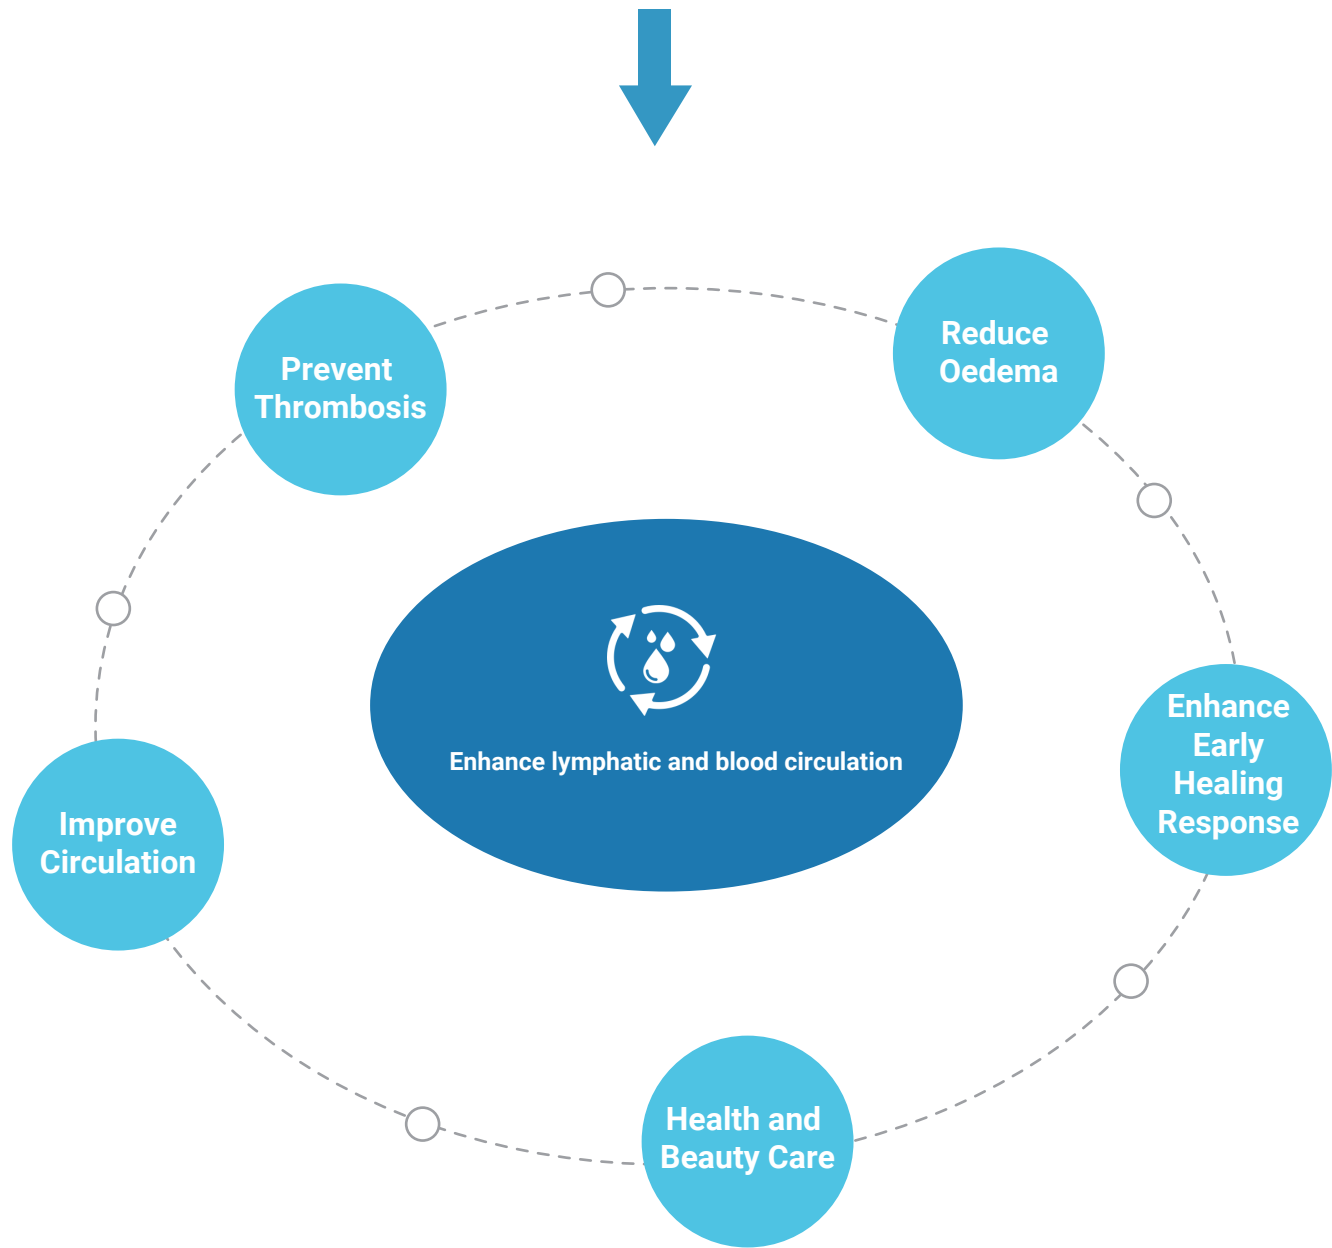 Prevent
Thrombosis
Reduce
Oedema
Enhance
Early
Healing
Response
Enhance lymphatic and blood circulation
Improve
Circulation
Health and
Beauty Care